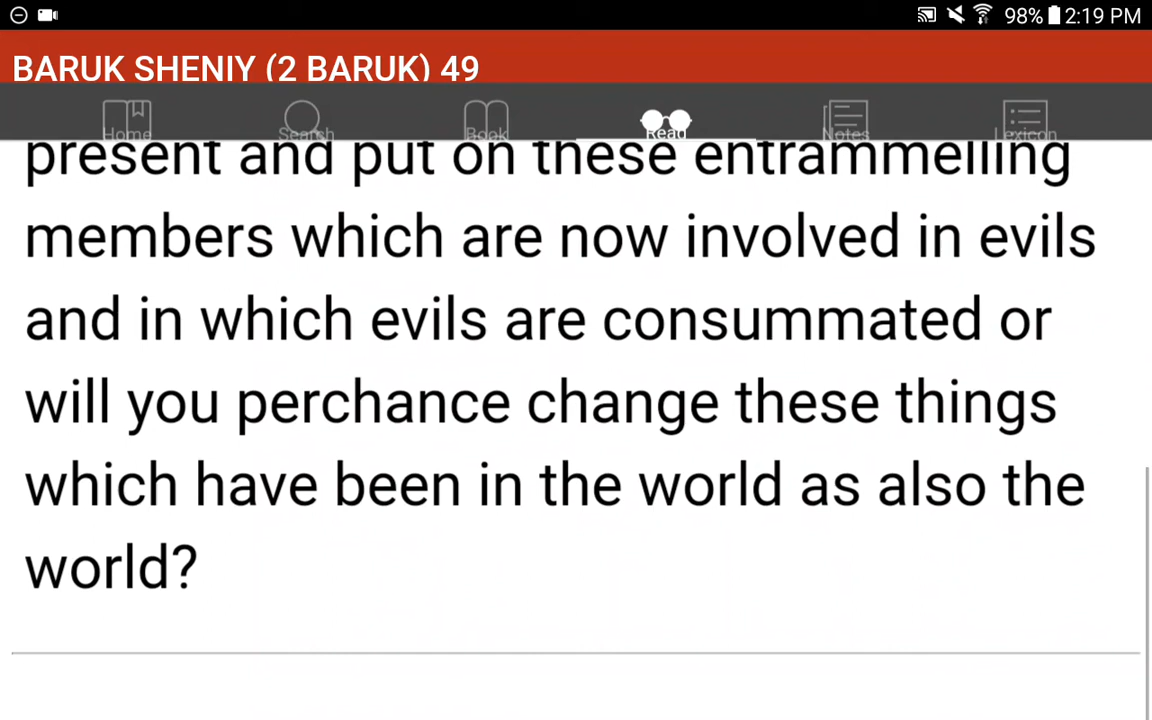 98% 2:19 PM
BARUK SHENIY (2 BARUK) 49
Home Search Book Read Notes Lexicon
present and put on these entrammelling
members which are now involved in evils
and in which evils are consummated or
will you perchance change these things
which have been in the world as also the
world?